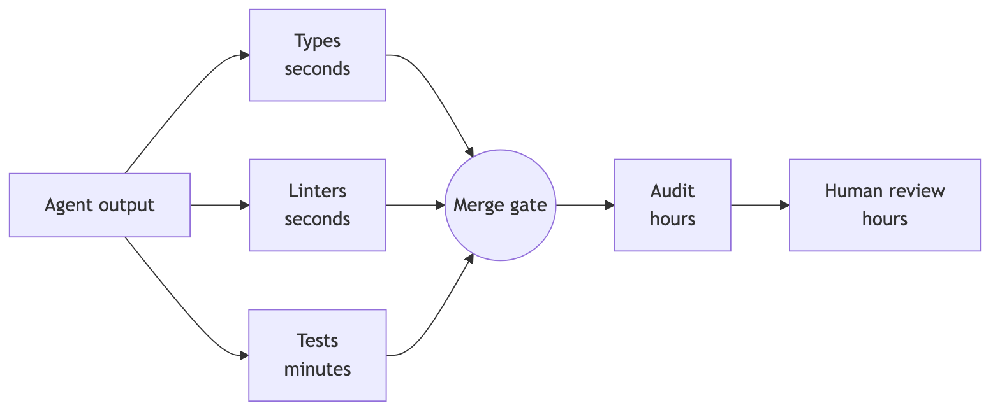 Agent output
Types
seconds
Linters
seconds
Tests
minutes
Merge gate
Audit
hours
Human review
hours